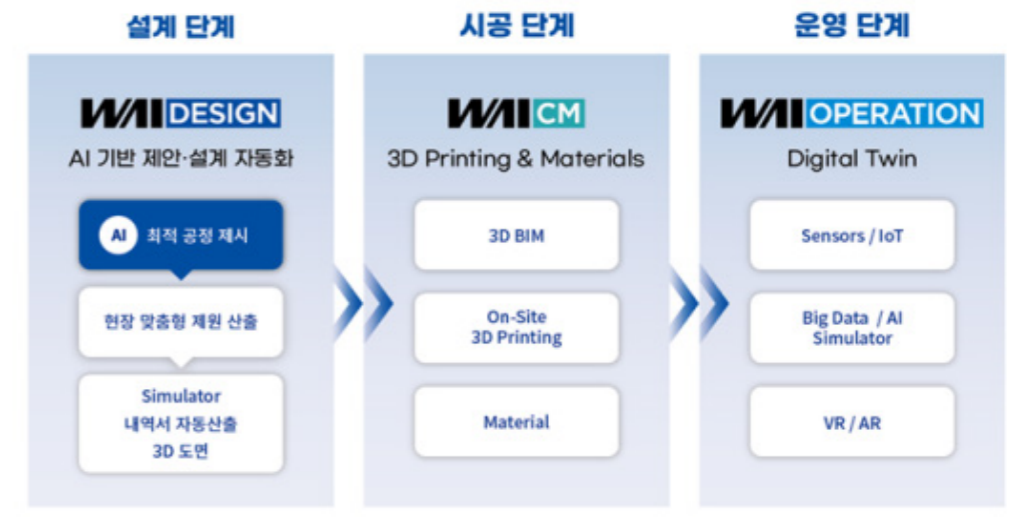 설계 단계
WAI DESIGN
AI 기반 제안·설계 자동화
AI 최적 공정 제시
현장 맞춤형 제원 산출
Simulator
내역서 자동산출
3D 도면
시공 단계
WAI CM
3D Printing & Materials
3D BIM
On-Site
3D Printing
Material
운영 단계
WAI OPERATION
Digital Twin
Sensors / IoT
Big Data / AI
Simulator
VR / AR